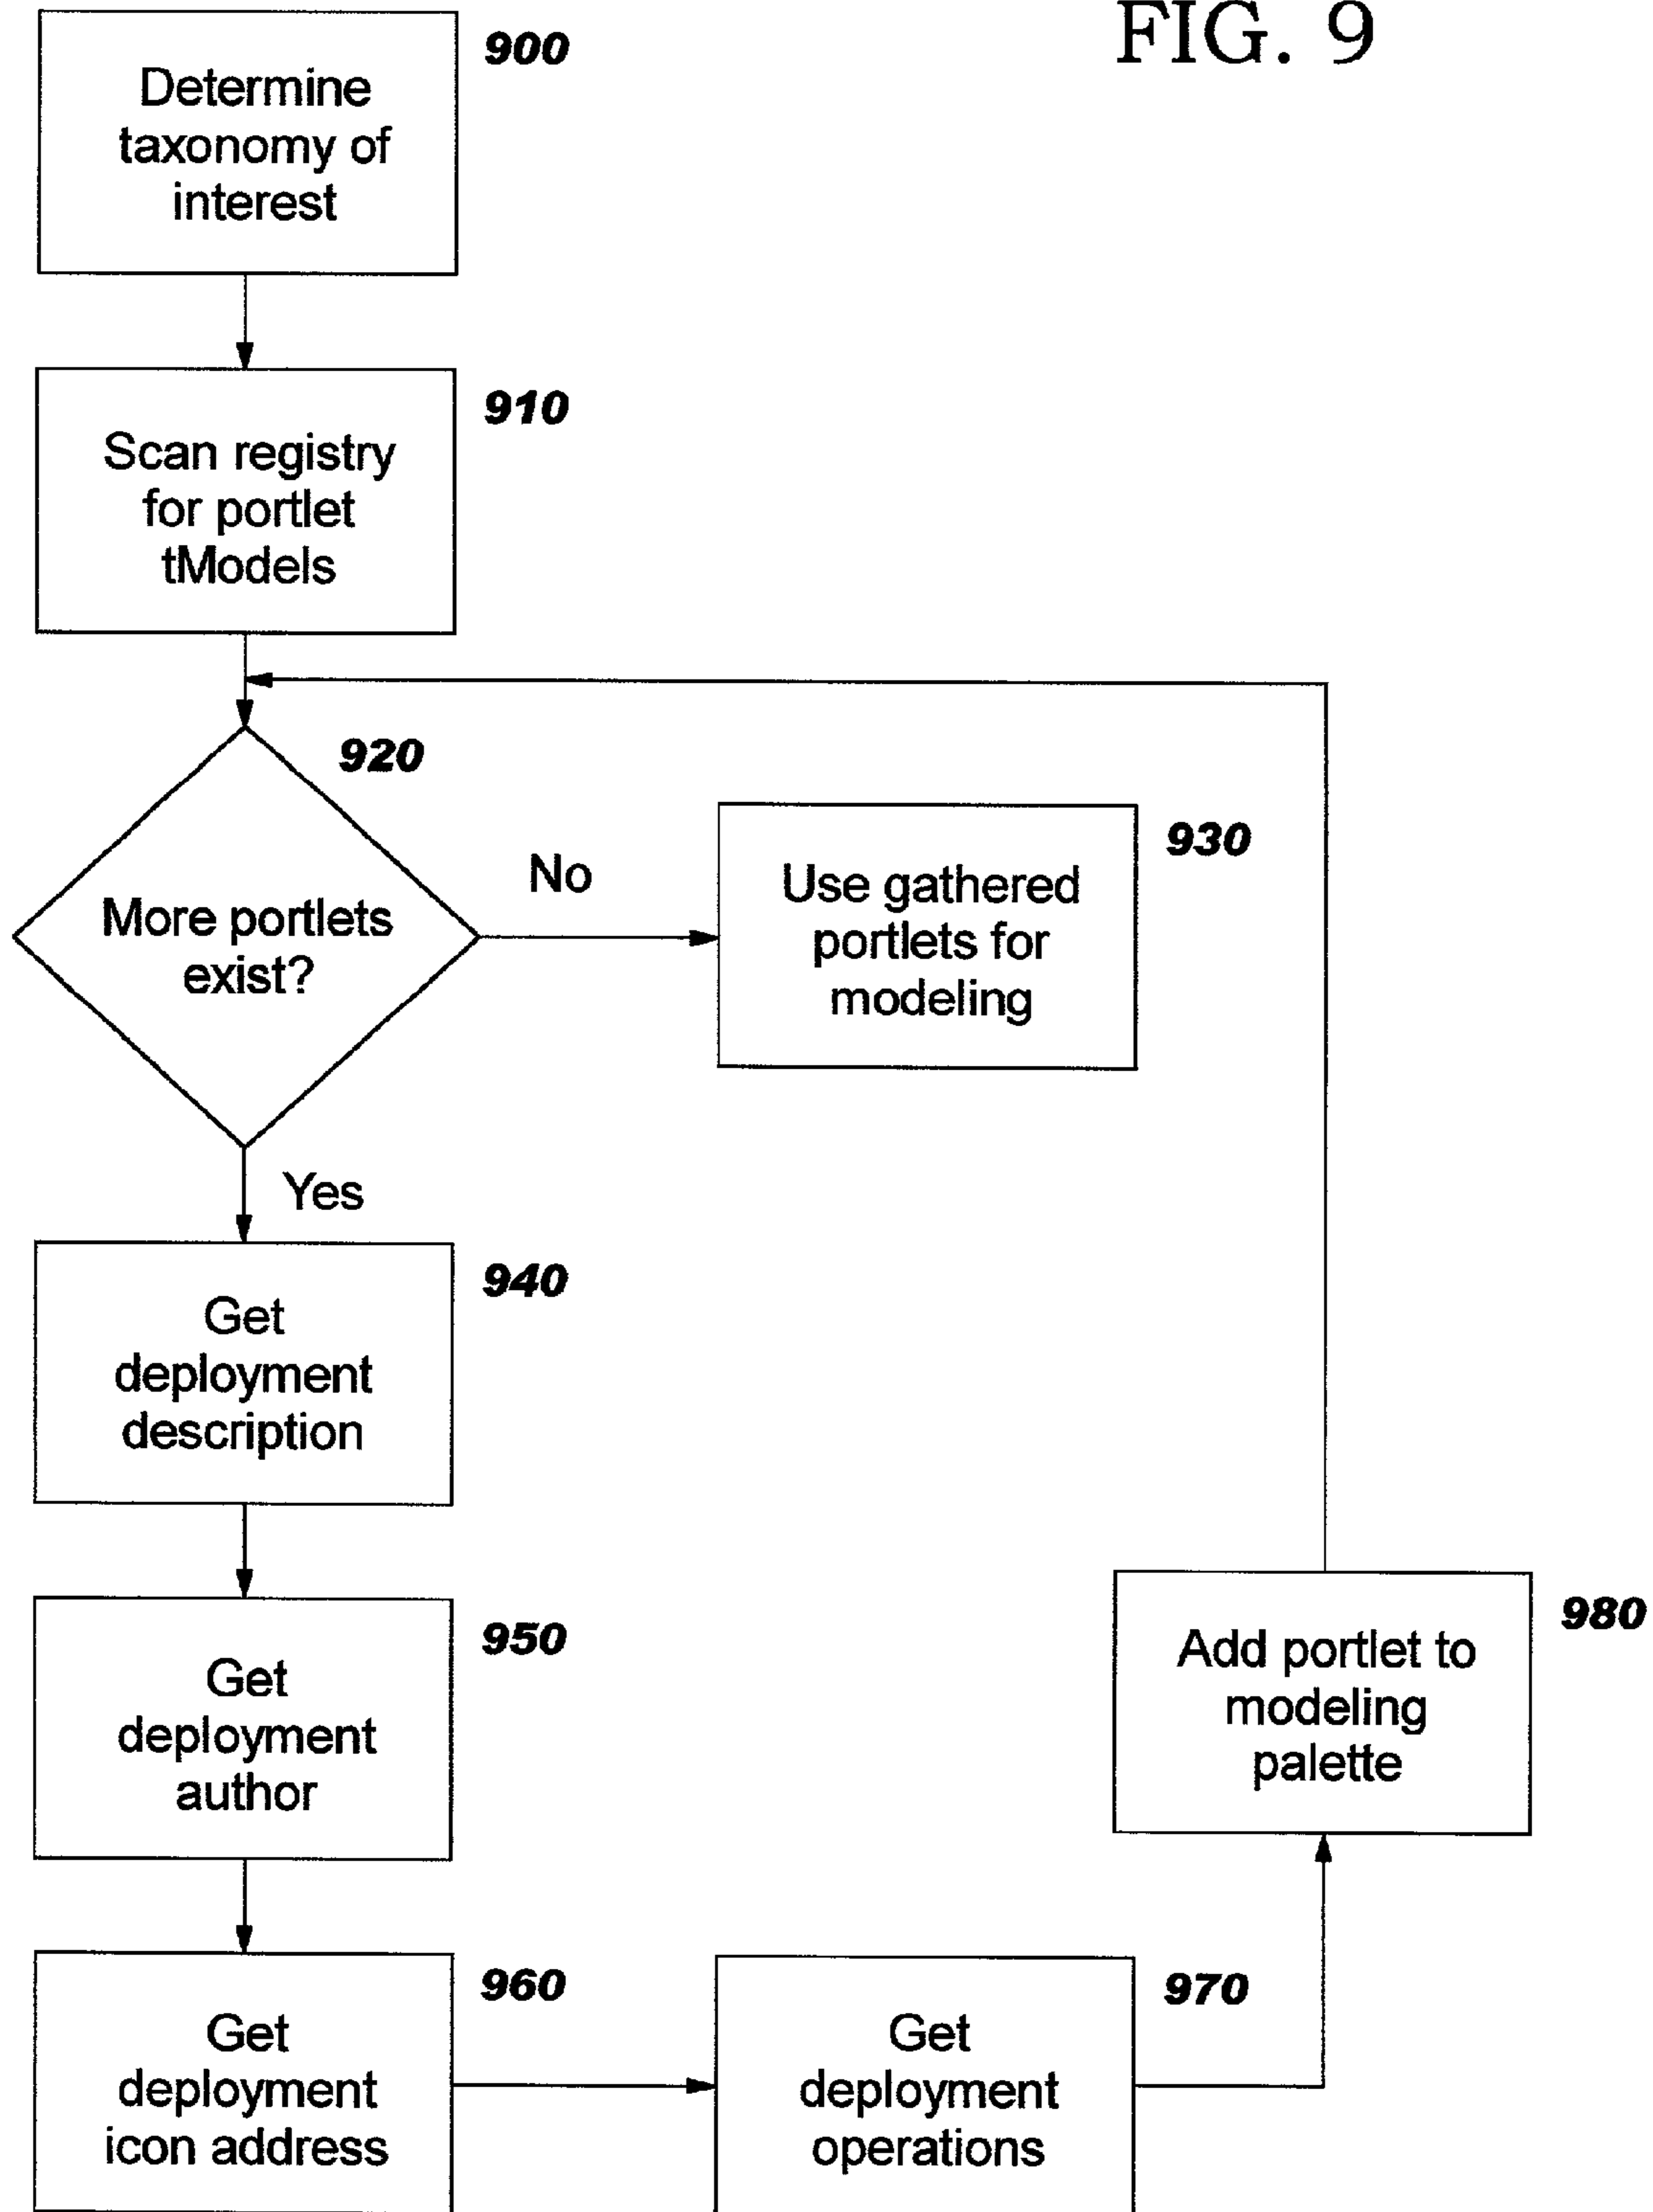 FIG. 9
900
Determine
taxonomy of
interest
910
Scan registry
for portlet
tModels
920
More portlets
exist?
No
930
Use gathered
portlets for
modeling
Yes
940
Get
deployment
description
950
Get
deployment
author
960
Get
deployment
icon address
970
Get
deployment
operations
980
Add portlet to
modeling
palette